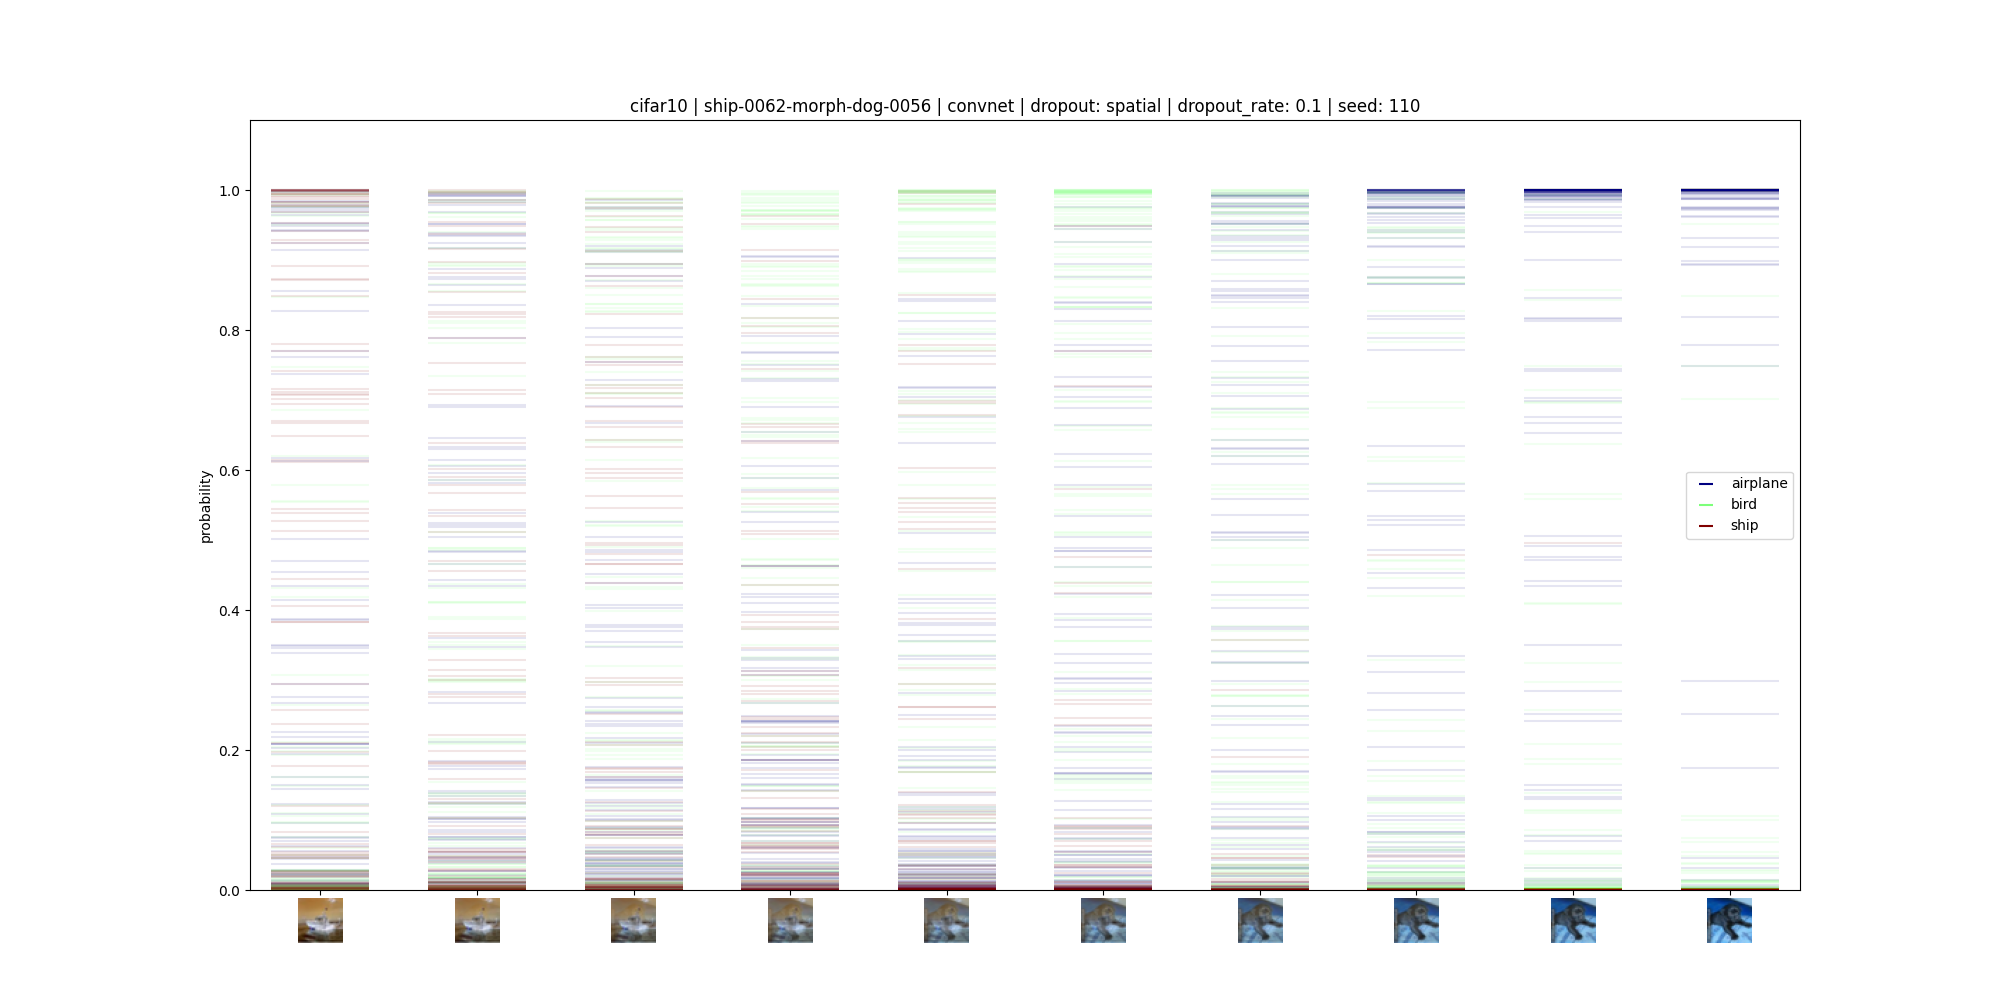 cifar10 | ship-0062-morph-dog-0056 | convnet | dropout: spatial | dropout_rate: 0.1 | seed: 110
1.0
0.8
0.6
0.4
0.2
0.0
probability
airplane
bird
ship